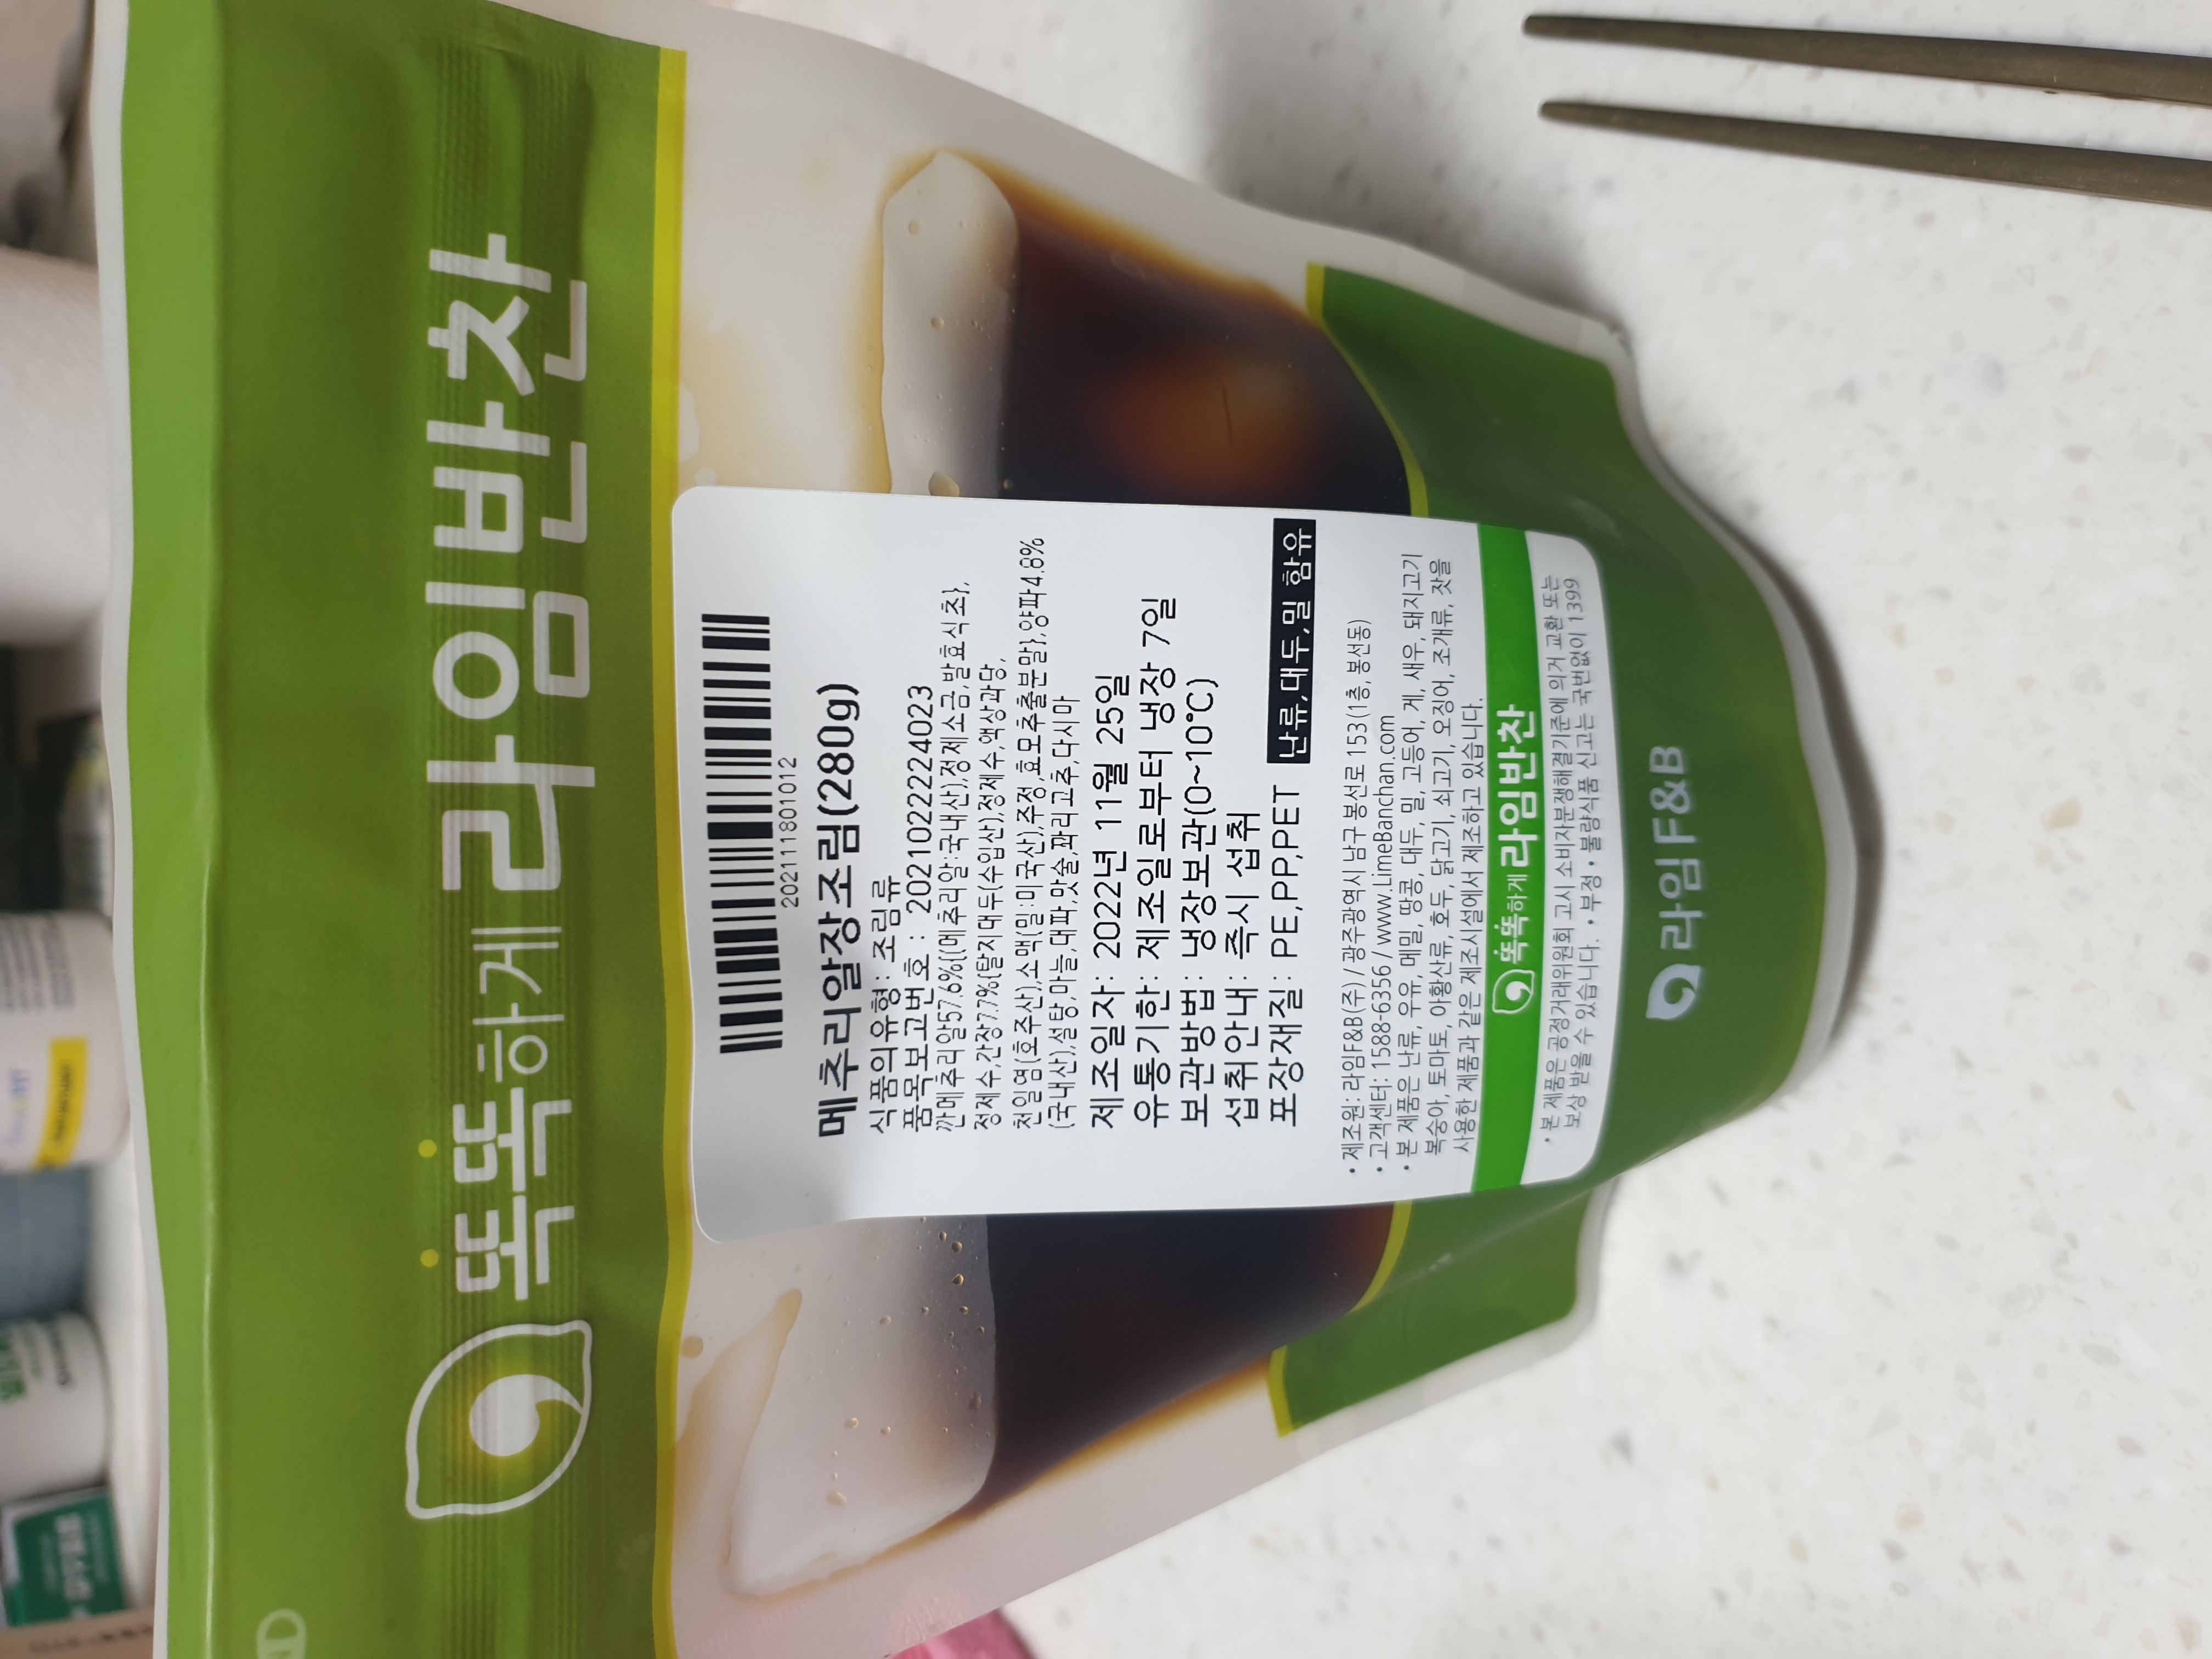 똑똑하게 라임반찬
202111801012
메추리알장조림(280g)
식품의유형: 조림류
품목보고번호 : 2021022224023
깐메추리알57.6%{(메추리알:국내산),정제소금,발효식초},
정제수,간장7.7%{탈지대두(수입산),정제수,액상과당,
천일염(호주산),소맥(밀:미국산),주정,효모추출분말},양파4.8%
(국내산),설탕,마늘,대파,맛술,꽈리고추,다시마
제조일자: 2022년 11월 25일
유통기한: 제조일로부터 냉장 7일
보관방법: 냉장보관(0~10℃)
섭취안내: 즉시 섭취
포장재질: PE,PP,PET 난류,대두,밀 함유
• 제조원: 라임F&B(주) / 광주광역시 남구 봉선로 153(1층, 봉선동)
• 고객센터: 1588-6356 / www.LimeBanchan.com
• 본 제품은 난류, 우유, 메밀, 땅콩, 대두, 밀, 고등어, 게, 새우, 돼지고기
복숭아, 토마토, 아황산류, 호두, 닭고기, 쇠고기, 오징어, 조개류, 잣을
사용한 제품과 같은 제조시설에서 제조하고 있습니다.
똑똑하게 라임반찬
• 본 제품은 공정거래위원회 고시 소비자분쟁해결기준에 의거 교환 또는
보상 받을 수 있습니다. • 부정 • 불량식품 신고는 국번없이 1399
라임F&B